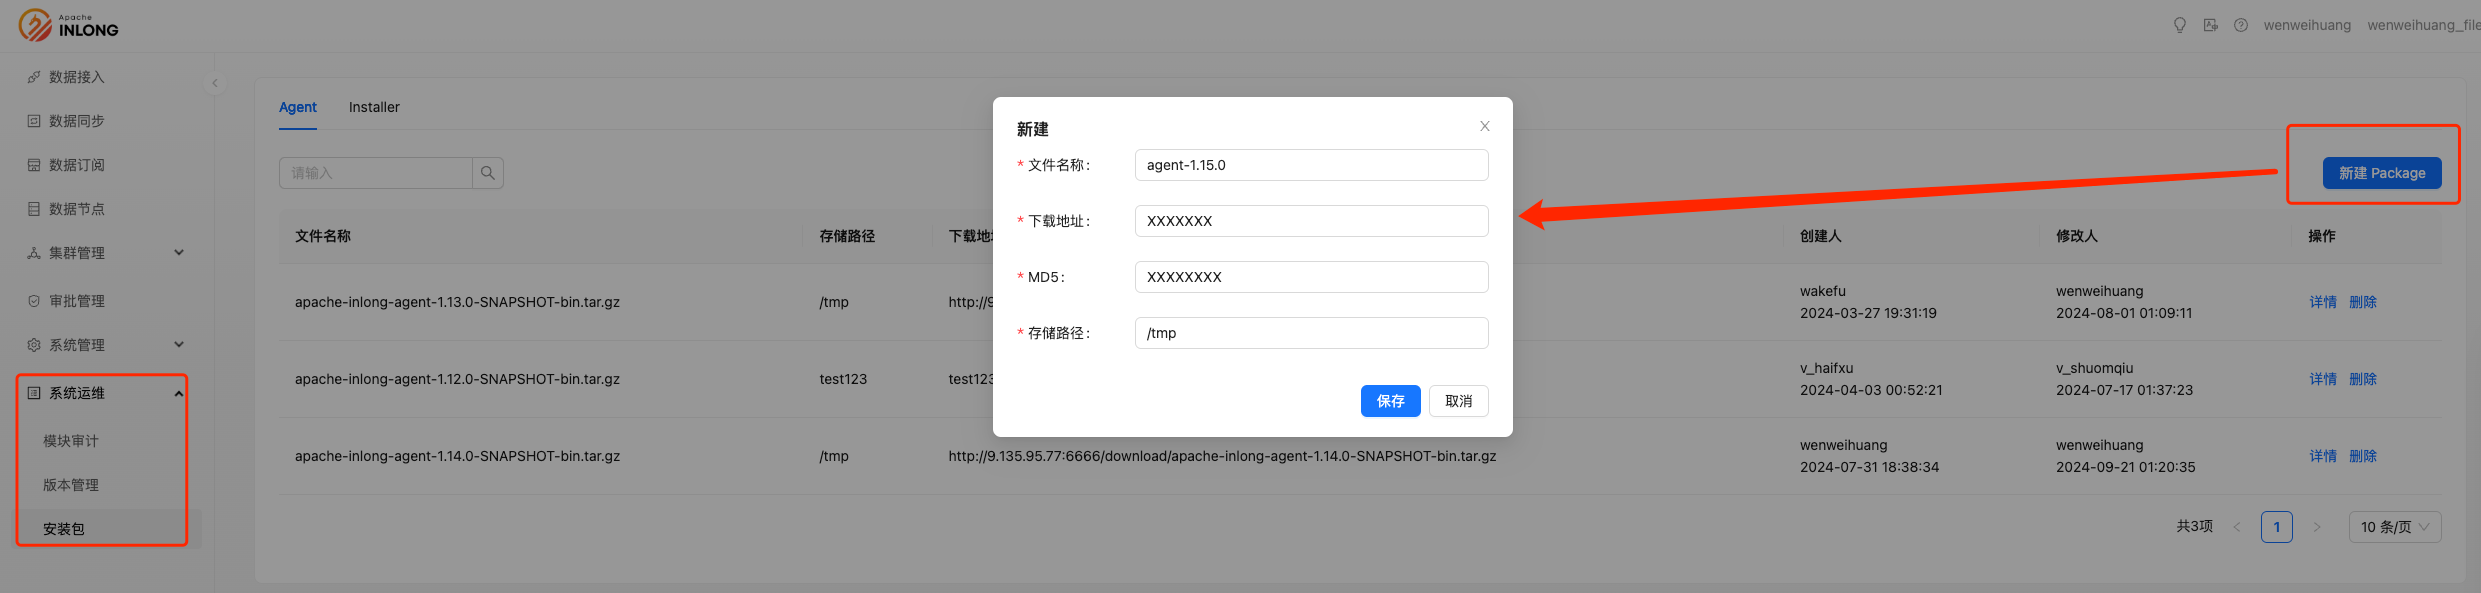 Apache
INLONG
wenweihuang wenweihuang_file
数据接入
数据同步
数据订阅
数据节点
集群管理
审批管理
系统管理
系统运维
模块审计
版本管理
安装包
Agent Installer
请输入
新建 Package
文件名称 存储路径 下载地 创建人 修改人 操作
apache-inlong-agent-1.13.0-SNAPSHOT-bin.tar.gz /tmp http://9 wakefu 2024-03-27 19:31:19 wenweihuang 2024-08-01 01:09:11 详情 删除
apache-inlong-agent-1.12.0-SNAPSHOT-bin.tar.gz test123 test123 v_haifxu 2024-04-03 00:52:21 v_shuomqiu 2024-07-17 01:37:23 详情 删除
apache-inlong-agent-1.14.0-SNAPSHOT-bin.tar.gz /tmp http://9.135.95.77:6666/download/apache-inlong-agent-1.14.0-SNAPSHOT-bin.tar.gz wenweihuang 2024-07-31 18:38:34 wenweihuang 2024-09-21 01:20:35 详情 删除
共3项 < 1 > 10 条/页
新建 X
* 文件名称: agent-1.15.0
* 下载地址: XXXXXXX
* MD5: XXXXXXXX
* 存储路径: /tmp
保存 取消